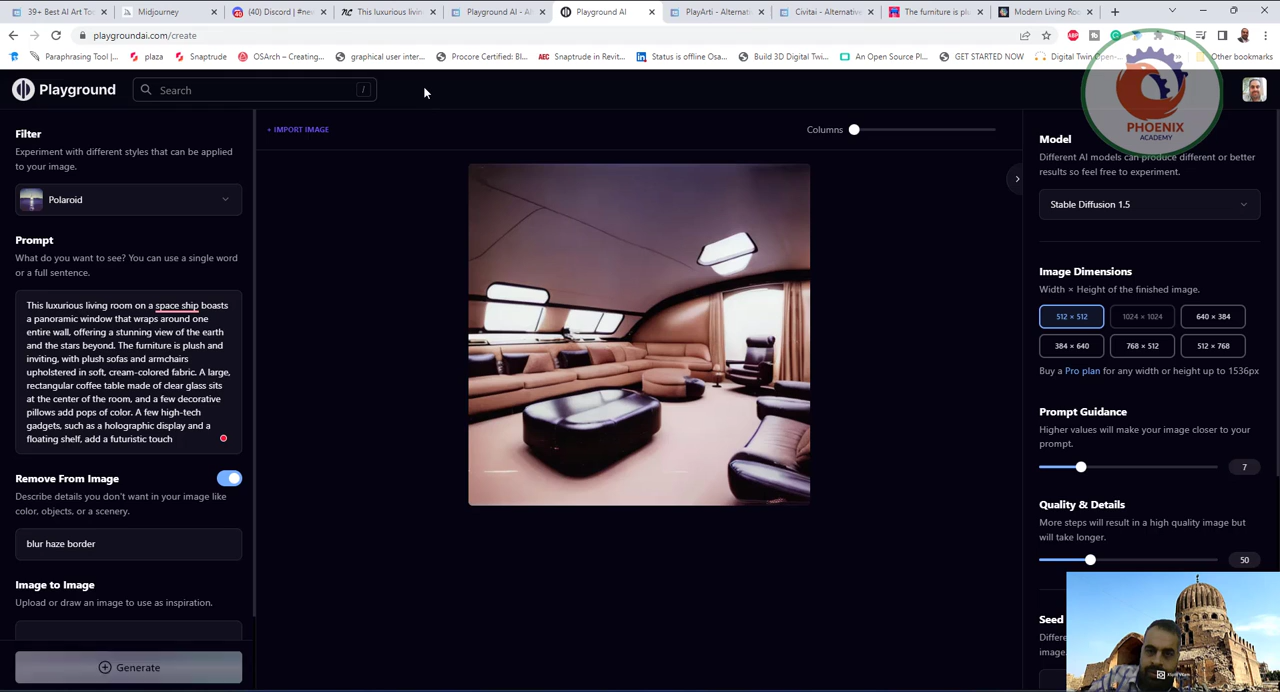 39+ Best AI Art Too
Midjourney
(40) Discord | #ne
This luxurious livin
Playground AI - Al
Playground AI
PlayArti - Alternati
Civitai - Alternative
The furniture is plu
Modern Living Roo
playgroundai.com/create
Paraphrasing Tool |...
plaza
Snaptrude
OSArch – Creating...
graphical user inter...
Procore Certified: BI...
AEC Snaptrude in Revit...
Status is offline Osa...
Build 3D Digital Twi...
An Open Source Pl...
GET STARTED NOW
Digital Twin Open
Other bookmarks
Playground
Search
/
PHOENIX
ACADEMY
Filter
Experiment with different styles that can be applied
to your image.
Polaroid
Prompt
What do you want to see? You can use a single word
or a full sentence.
This luxurious living room on a space ship boasts
a panoramic window that wraps around one
entire wall, offering a stunning view of the earth
and the stars beyond. The furniture is plush and
inviting, with plush sofas and armchairs
upholstered in soft, cream-colored fabric. A large,
rectangular coffee table made of clear glass sits
at the center of the room, and a few decorative
pillows add pops of color. A few high-tech
gadgets, such as a holographic display and a
floating shelf, add a futuristic touch
Remove From Image
Describe details you don't want in your image like
color, objects, or a scenery.
blur haze border
Image to Image
Upload or draw an image to use as inspiration.
Generate
+ IMPORT IMAGE
Columns
Model
Different AI models can produce different or better
results so feel free to experiment.
Stable Diffusion 1.5
Image Dimensions
Width × Height of the finished image.
512 × 512
1024 × 1024
640 × 384
384 × 640
768 × 512
512 × 768
Buy a Pro plan for any width or height up to 1536px
Prompt Guidance
Higher values will make your image closer to your
prompt.
7
Quality & Details
More steps will result in a high quality image but
will take longer.
50
Seed
Differe
image.